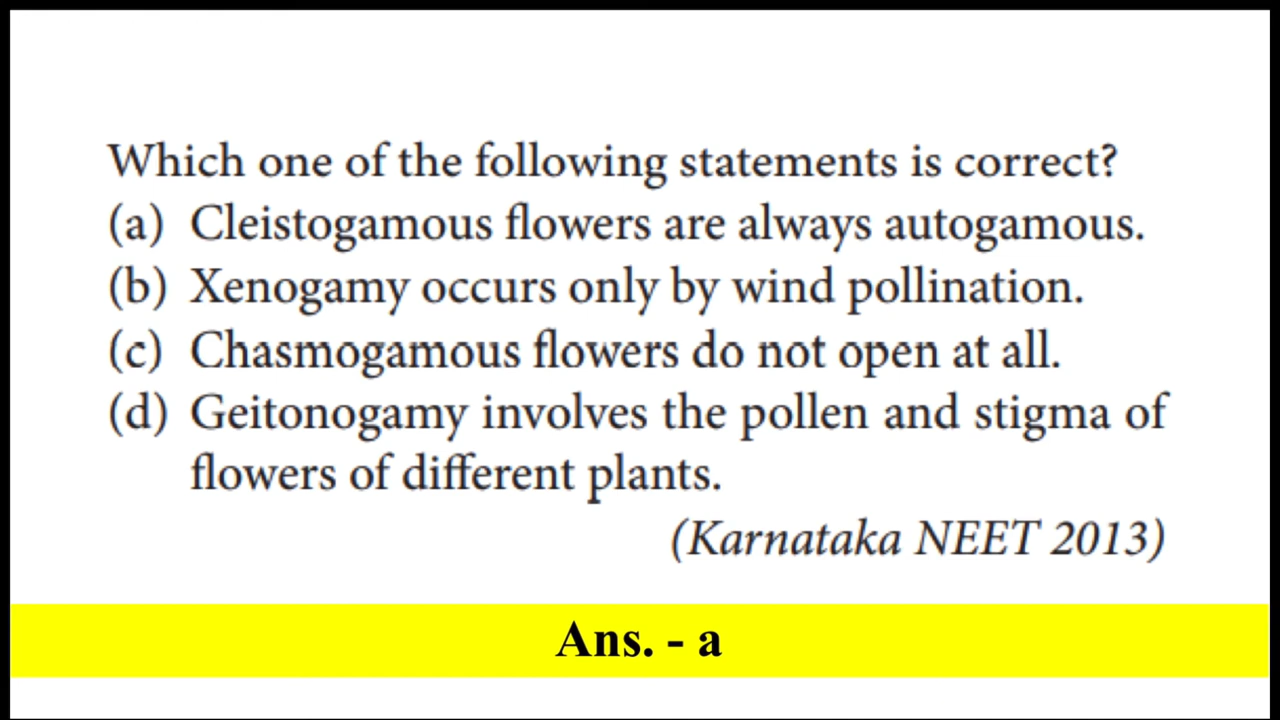 Which one of the following statements is correct?
(a) Cleistogamous flowers are always autogamous.
(b) Xenogamy occurs only by wind pollination.
(c) Chasmogamous flowers do not open at all.
(d) Geitonogamy involves the pollen and stigma of
flowers of different plants.
(Karnataka NEET 2013)
Ans. - a